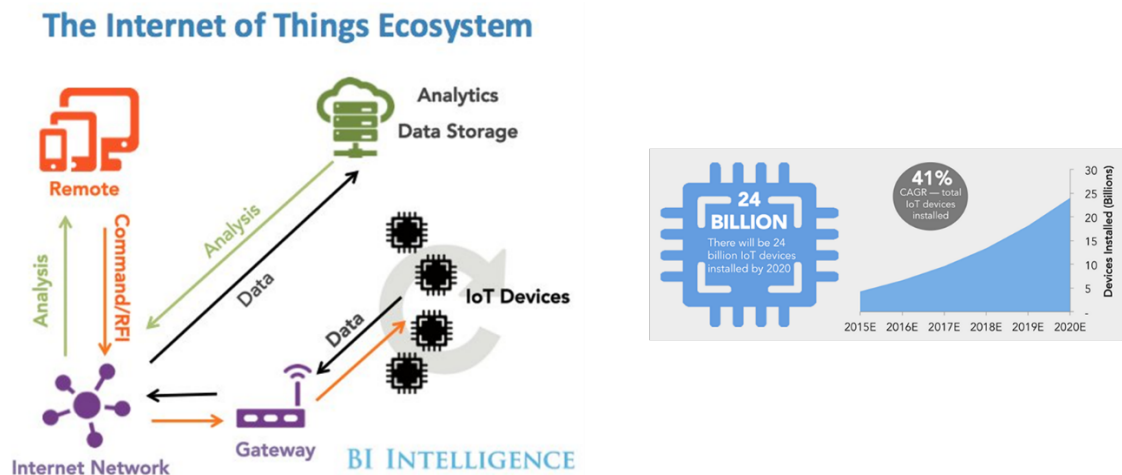 The Internet of Things Ecosystem
Analytics
Data Storage
Remote
Analysis
Command/RFI
Analysis
Data
IoT Devices
Data
Gateway
Internet Network
BI INTELLIGENCE
24
BILLION
There will be 24
billion IoT devices
installed by 2020
41%
CAGR — total
IoT devices
installed
30
25
20
15
10
5
-
Devices Installed (Billions)
2015E 2016E 2017E 2018E 2019E 2020E